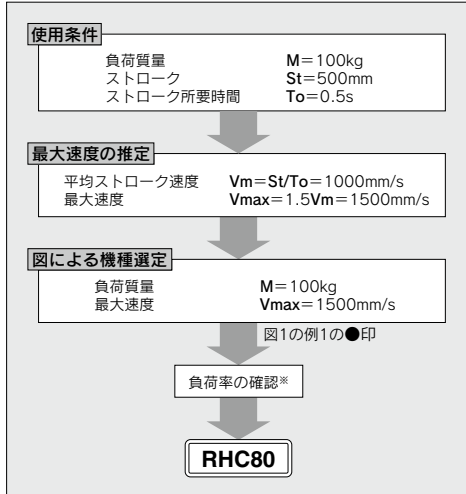 使用条件
負荷質量 M=100kg
ストローク St=500mm
ストローク所要時間 To=0.5s
最大速度の推定
平均ストローク速度 Vm=St/To=1000mm/s
最大速度 Vmax=1.5Vm=1500mm/s
図による機種選定
負荷質量 M=100kg
最大速度 Vmax=1500mm/s
図1の例1の●印
負荷率の確認※
RHC80